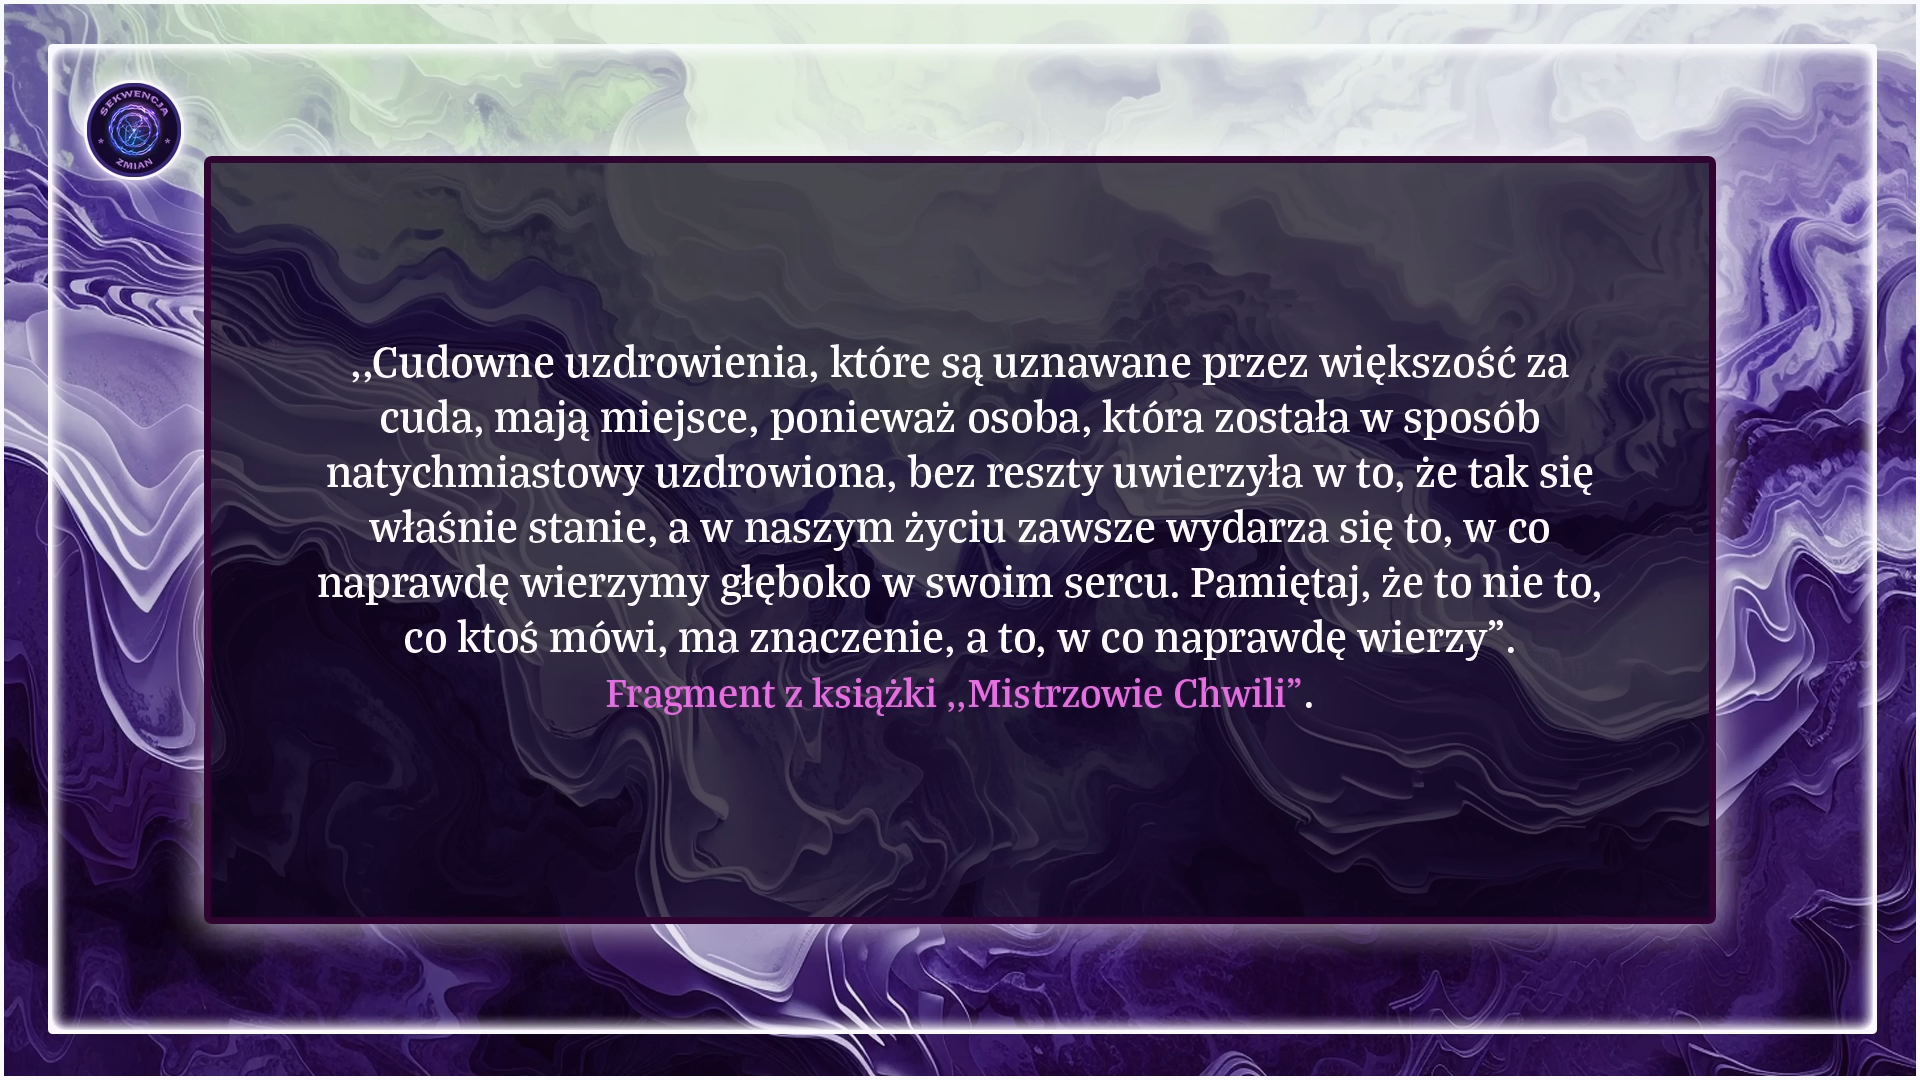 SEKWENCJA
ZMIAN
,,Cudowne uzdrowienia, które są uznawane przez większość za
cuda, mają miejsce, ponieważ osoba, która została w sposób
natychmiastowy uzdrowiona, bez reszty uwierzyła w to, że tak się
właśnie stanie, a w naszym życiu zawsze wydarza się to, w co
naprawdę wierzymy głęboko w swoim sercu. Pamiętaj, że to nie to,
co ktoś mówi, ma znaczenie, a to, w co naprawdę wierzy”.
Fragment z książki ,,Mistrzowie Chwili”.